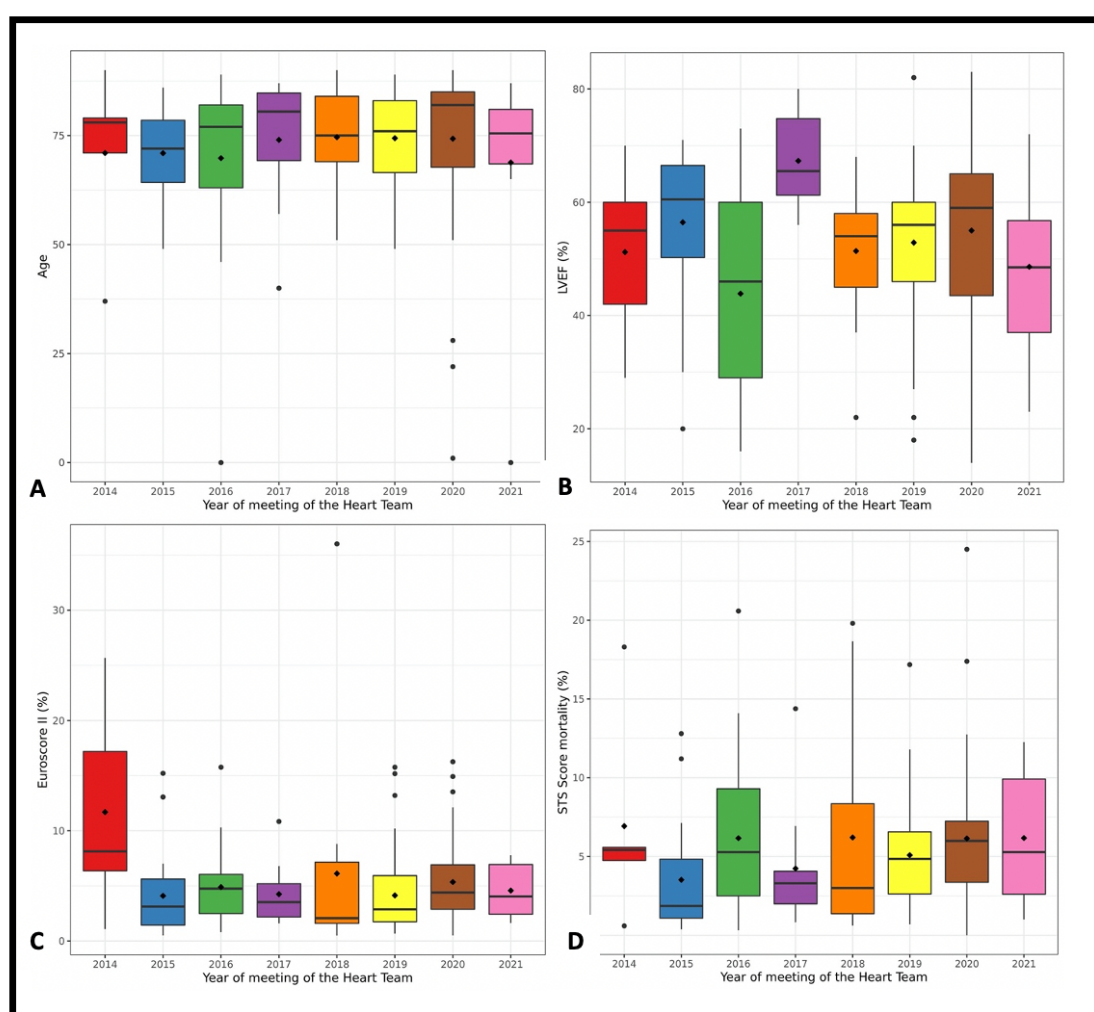 75
50
25
0
Age
A
2014 2015 2016 2017 2018 2019 2020 2021
Year of meeting of the Heart Team
80
60
40
20
LVEF (%)
B
2014 2015 2016 2017 2018 2019 2020 2021
Year of meeting of the Heart Team
30
20
10
0
Euroscore II (%)
C
2014 2015 2016 2017 2018 2019 2020 2021
Year of meeting of the Heart Team
25
20
15
10
5
STS Score mortality (%)
D
2014 2015 2016 2017 2018 2019 2020 2021
Year of meeting of the Heart Team